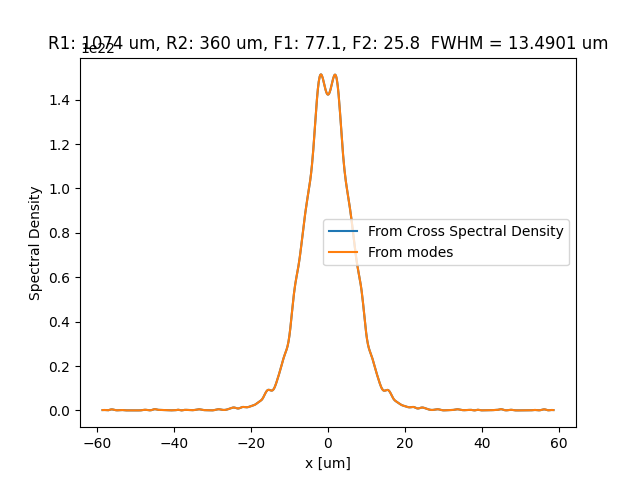 R1: 1074 um, R2: 360 um, F1: 77.1, F2: 25.8  FWHM = 13.4901 um
1e22
1.4
1.2
1.0
0.8
0.6
0.4
0.2
0.0
Spectral Density
From Cross Spectral Density
From modes
−60 −40 −20 0 20 40 60
x [um]